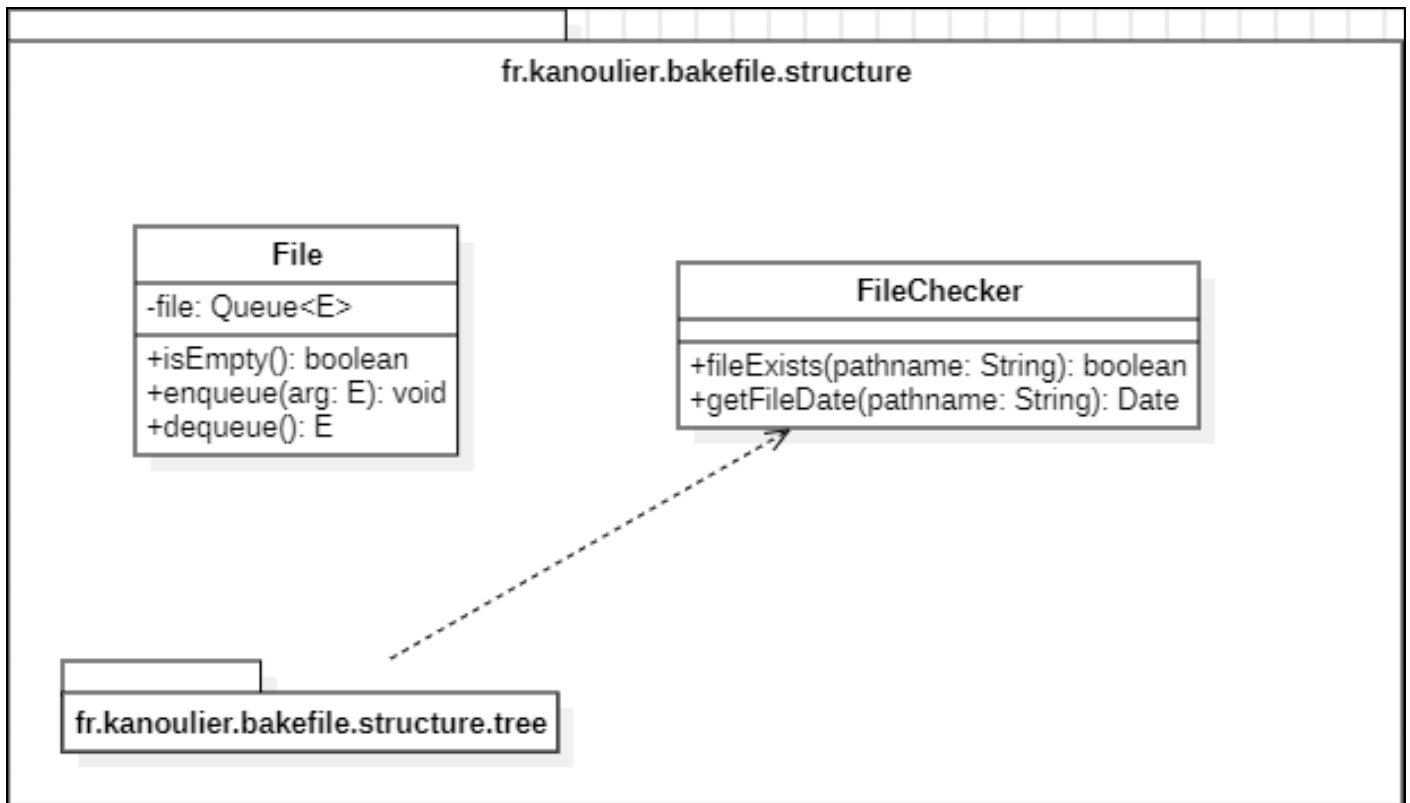 fr.kanoulier.bakefile.structure
File
-file: Queue<E>
+isEmpty(): boolean
+enqueue(arg: E): void
+dequeue(): E
FileChecker
+fileExists(pathname: String): boolean
+getFileDate(pathname: String): Date
fr.kanoulier.bakefile.structure.tree